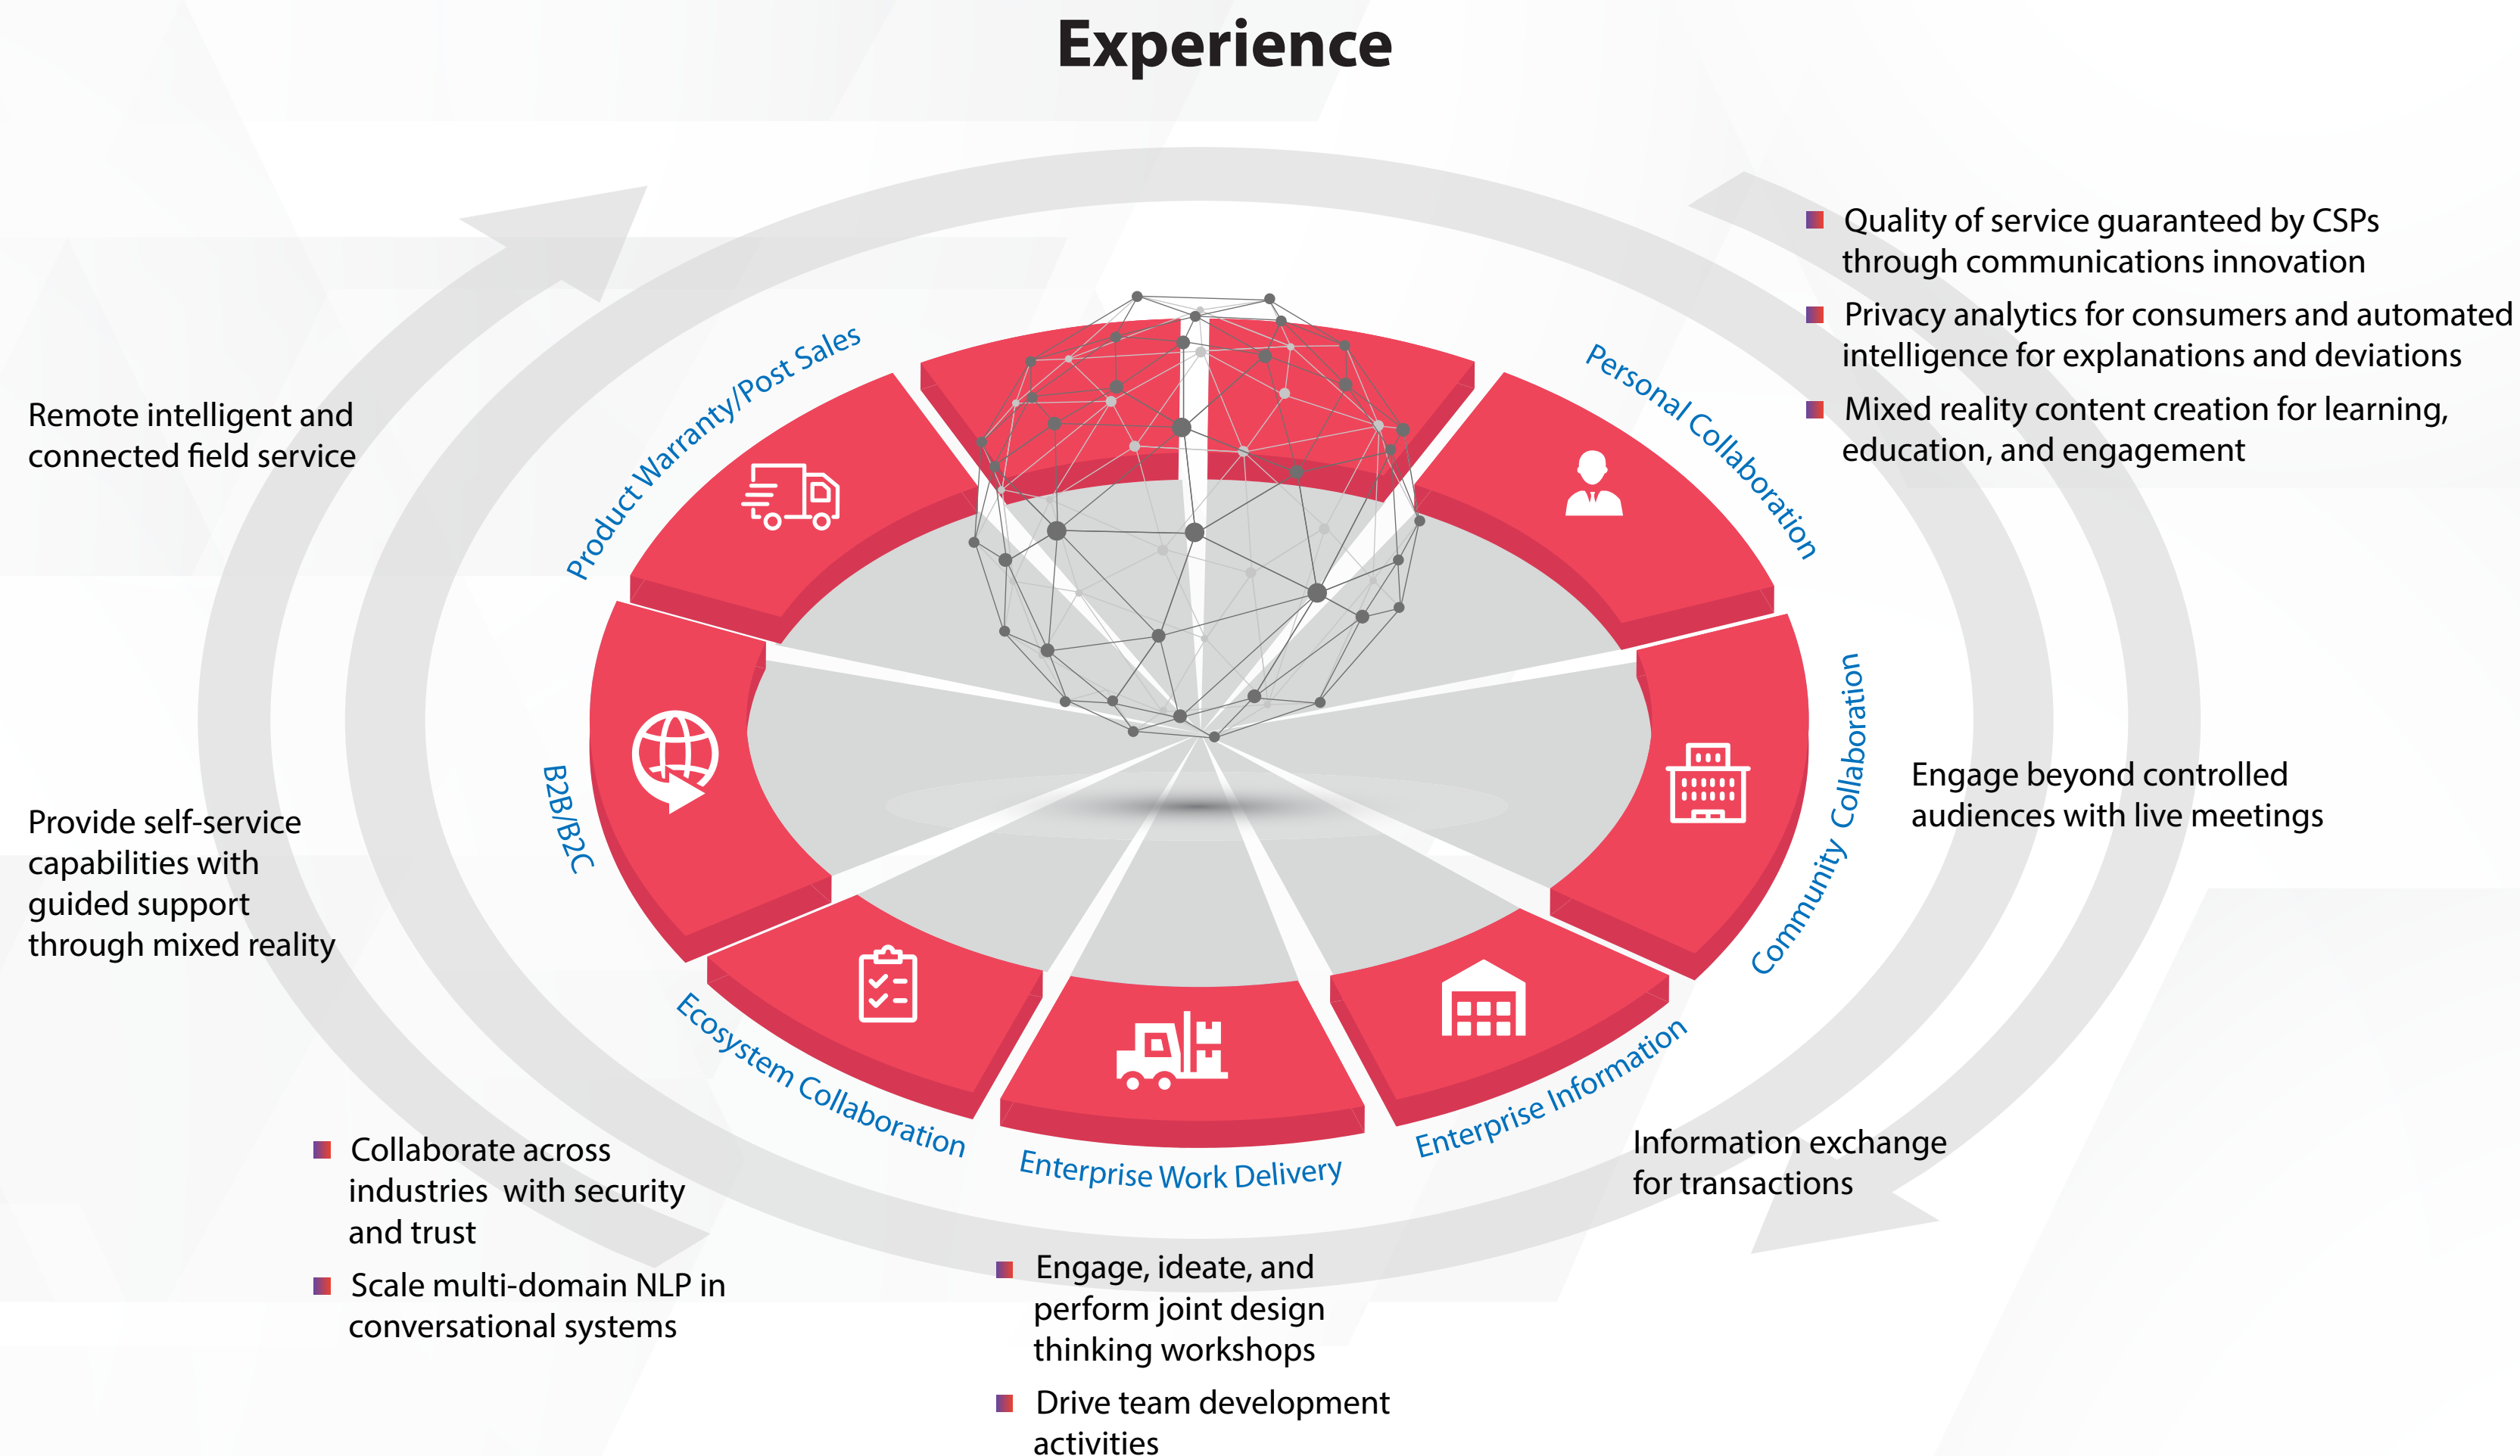 Experience
Product Warranty/Post Sales
Remote intelligent and
connected field service
Personal Collaboration
Quality of service guaranteed by CSPs
through communications innovation
Privacy analytics for consumers and automated
intelligence for explanations and deviations
Mixed reality content creation for learning,
education, and engagement
B2B/B2C
Provide self-service
capabilities with
guided support
through mixed reality
Community Collaboration
Engage beyond controlled
audiences with live meetings
Ecosystem Collaboration
Collaborate across
industries  with security
and trust
Scale multi-domain NLP in
conversational systems
Enterprise Work Delivery
Engage, ideate, and
perform joint design
thinking workshops
Drive team development
activities
Enterprise Information
Information exchange
for transactions